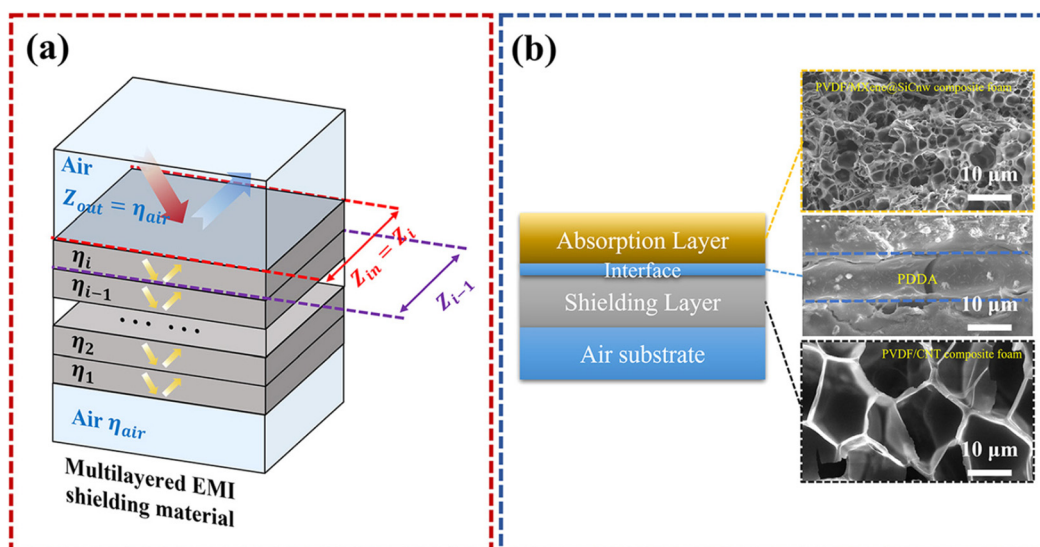 (a)
Air
Z_out = η_air
η_i
η_{i-1}
... ...
η_2
η_1
Air η_air
Z_in = Z_i
Z_{i-1}
Multilayered EMI
shielding material
(b)
Absorption Layer
Interface
Shielding Layer
Air substrate
PVDF/MXene@SiCnw composite foam
10 μm
PDDA
10 μm
PVDF/CNT composite foam
10 μm